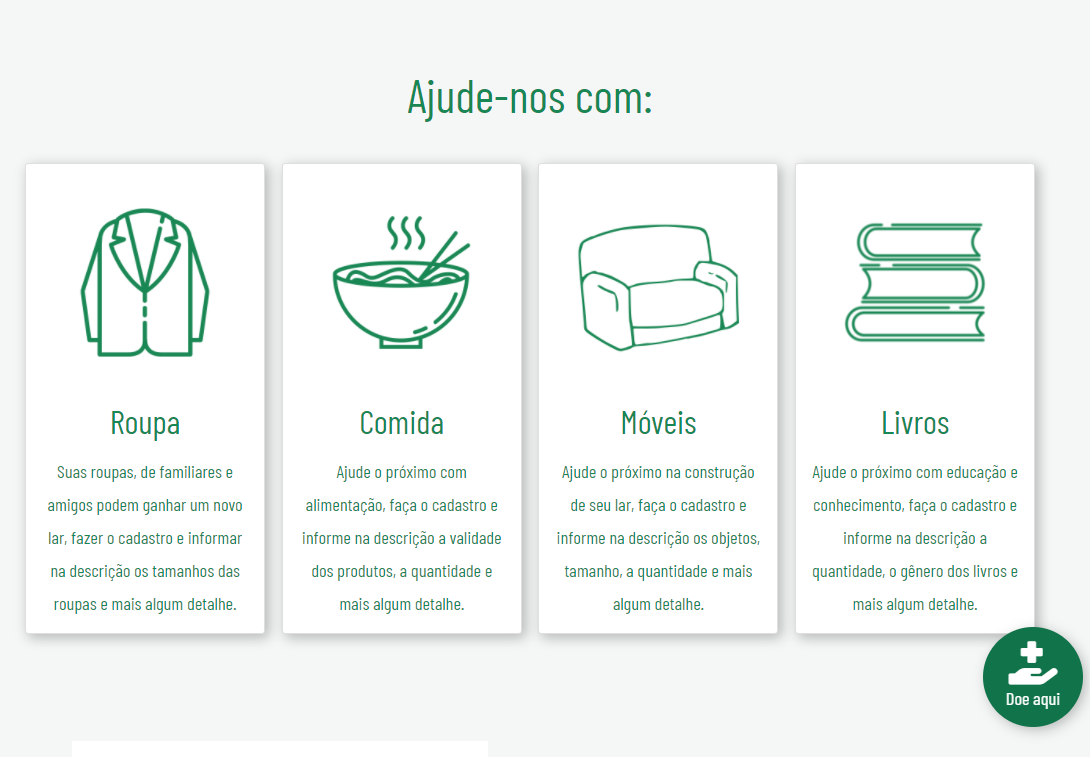 Ajude-nos com:
Roupa
Suas roupas, de familiares e
amigos podem ganhar um novo
lar, fazer o cadastro e informar
na descrição os tamanhos das
roupas e mais algum detalhe.
Comida
Ajude o próximo com
alimentação, faça o cadastro e
informe na descrição a validade
dos produtos, a quantidade e
mais algum detalhe.
Móveis
Ajude o próximo na construção
de seu lar, faça o cadastro e
informe na descrição os objetos,
tamanho, a quantidade e mais
algum detalhe.
Livros
Ajude o próximo com educação e
conhecimento, faça o cadastro e
informe na descrição a
quantidade, o gênero dos livros e
mais algum detalhe.
Doe aqui